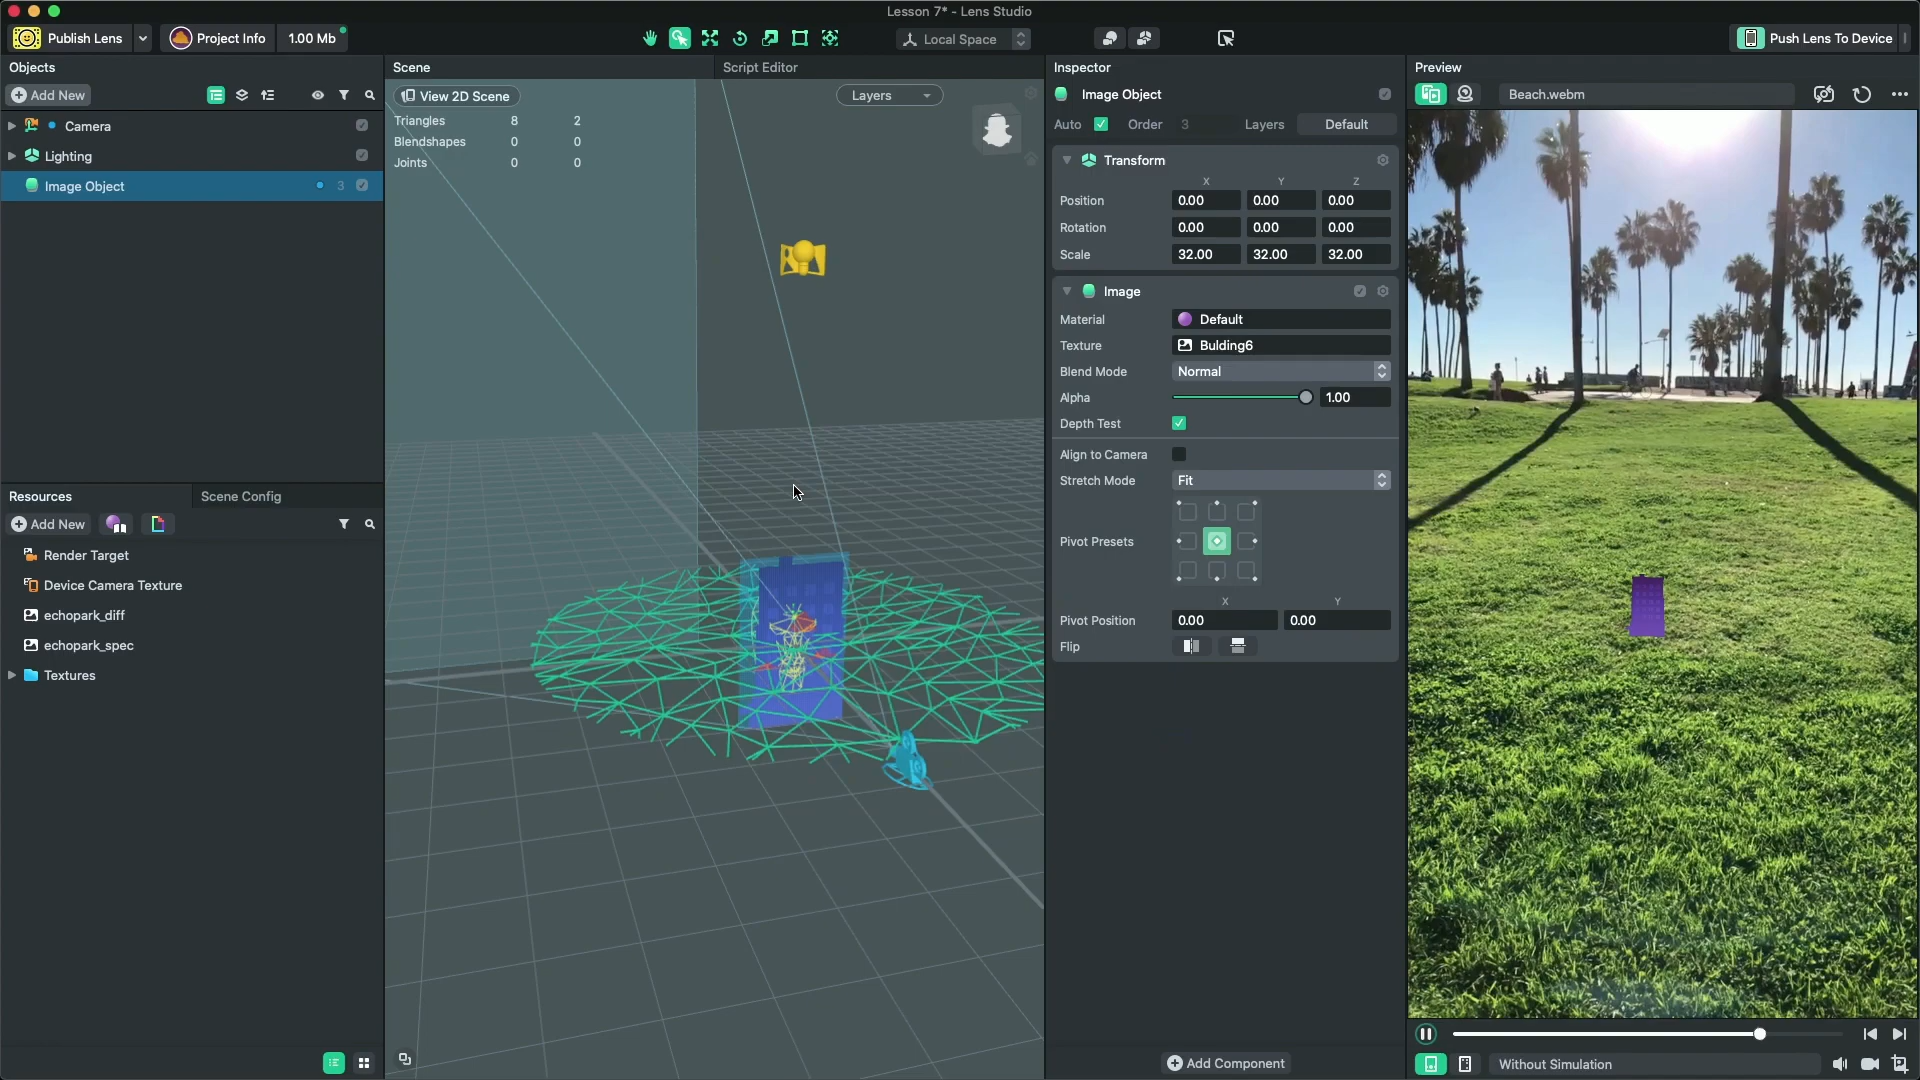 Lesson 7* - Lens Studio
Publish Lens
Project Info
1.00 Mb
Local Space
Push Lens To Device
Objects
Add New
Camera
Lighting
Image Object
3
Resources
Scene Config
Add New
Render Target
Device Camera Texture
echopark_diff
echopark_spec
Textures
Scene
Script Editor
View 2D Scene
Layers
Triangles 8 2
Blendshapes 0 0
Joints 0 0
Inspector
Image Object
Auto Order 3 Layers Default
Transform
X Y Z
Position 0.00 0.00 0.00
Rotation 0.00 0.00 0.00
Scale 32.00 32.00 32.00
Image
Material Default
Texture Bulding6
Blend Mode Normal
Alpha 1.00
Depth Test
Align to Camera
Stretch Mode Fit
Pivot Presets
X Y
Pivot Position 0.00 0.00
Flip
Add Component
Preview
Beach.webm
Without Simulation